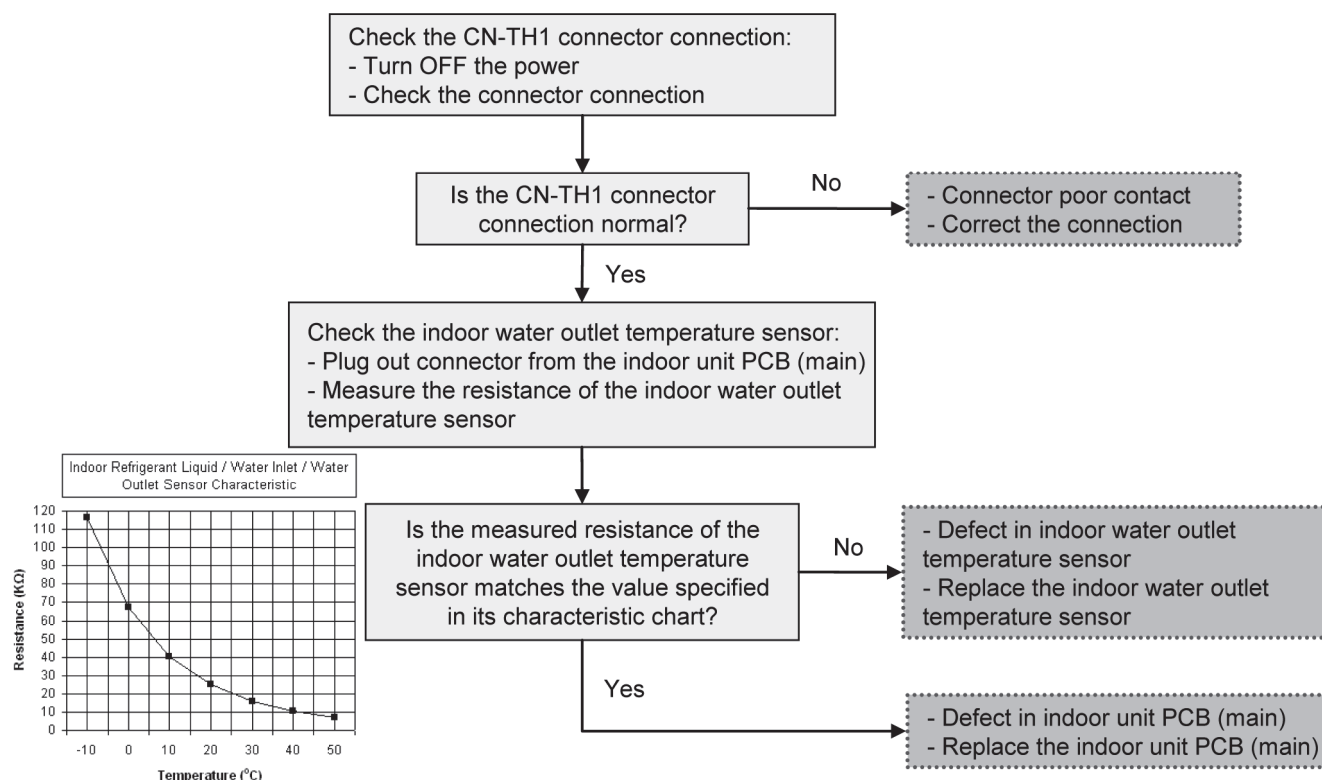 Check the CN-TH1 connector connection:
- Turn OFF the power
- Check the connector connection
Is the CN-TH1 connector
connection normal?
No
- Connector poor contact
- Correct the connection
Yes
Check the indoor water outlet temperature sensor:
- Plug out connector from the indoor unit PCB (main)
- Measure the resistance of the indoor water outlet
temperature sensor
Indoor Refrigerant Liquid / Water Inlet / Water
Outlet Sensor Characteristic
120
110
100
90
80
70
60
50
40
30
20
10
0
Resistance (KΩ)
-10 0 10 20 30 40 50
Temperature (°C)
Is the measured resistance of the
indoor water outlet temperature
sensor matches the value specified
in its characteristic chart?
No
- Defect in indoor water outlet
temperature sensor
- Replace the indoor water outlet
temperature sensor
Yes
- Defect in indoor unit PCB (main)
- Replace the indoor unit PCB (main)